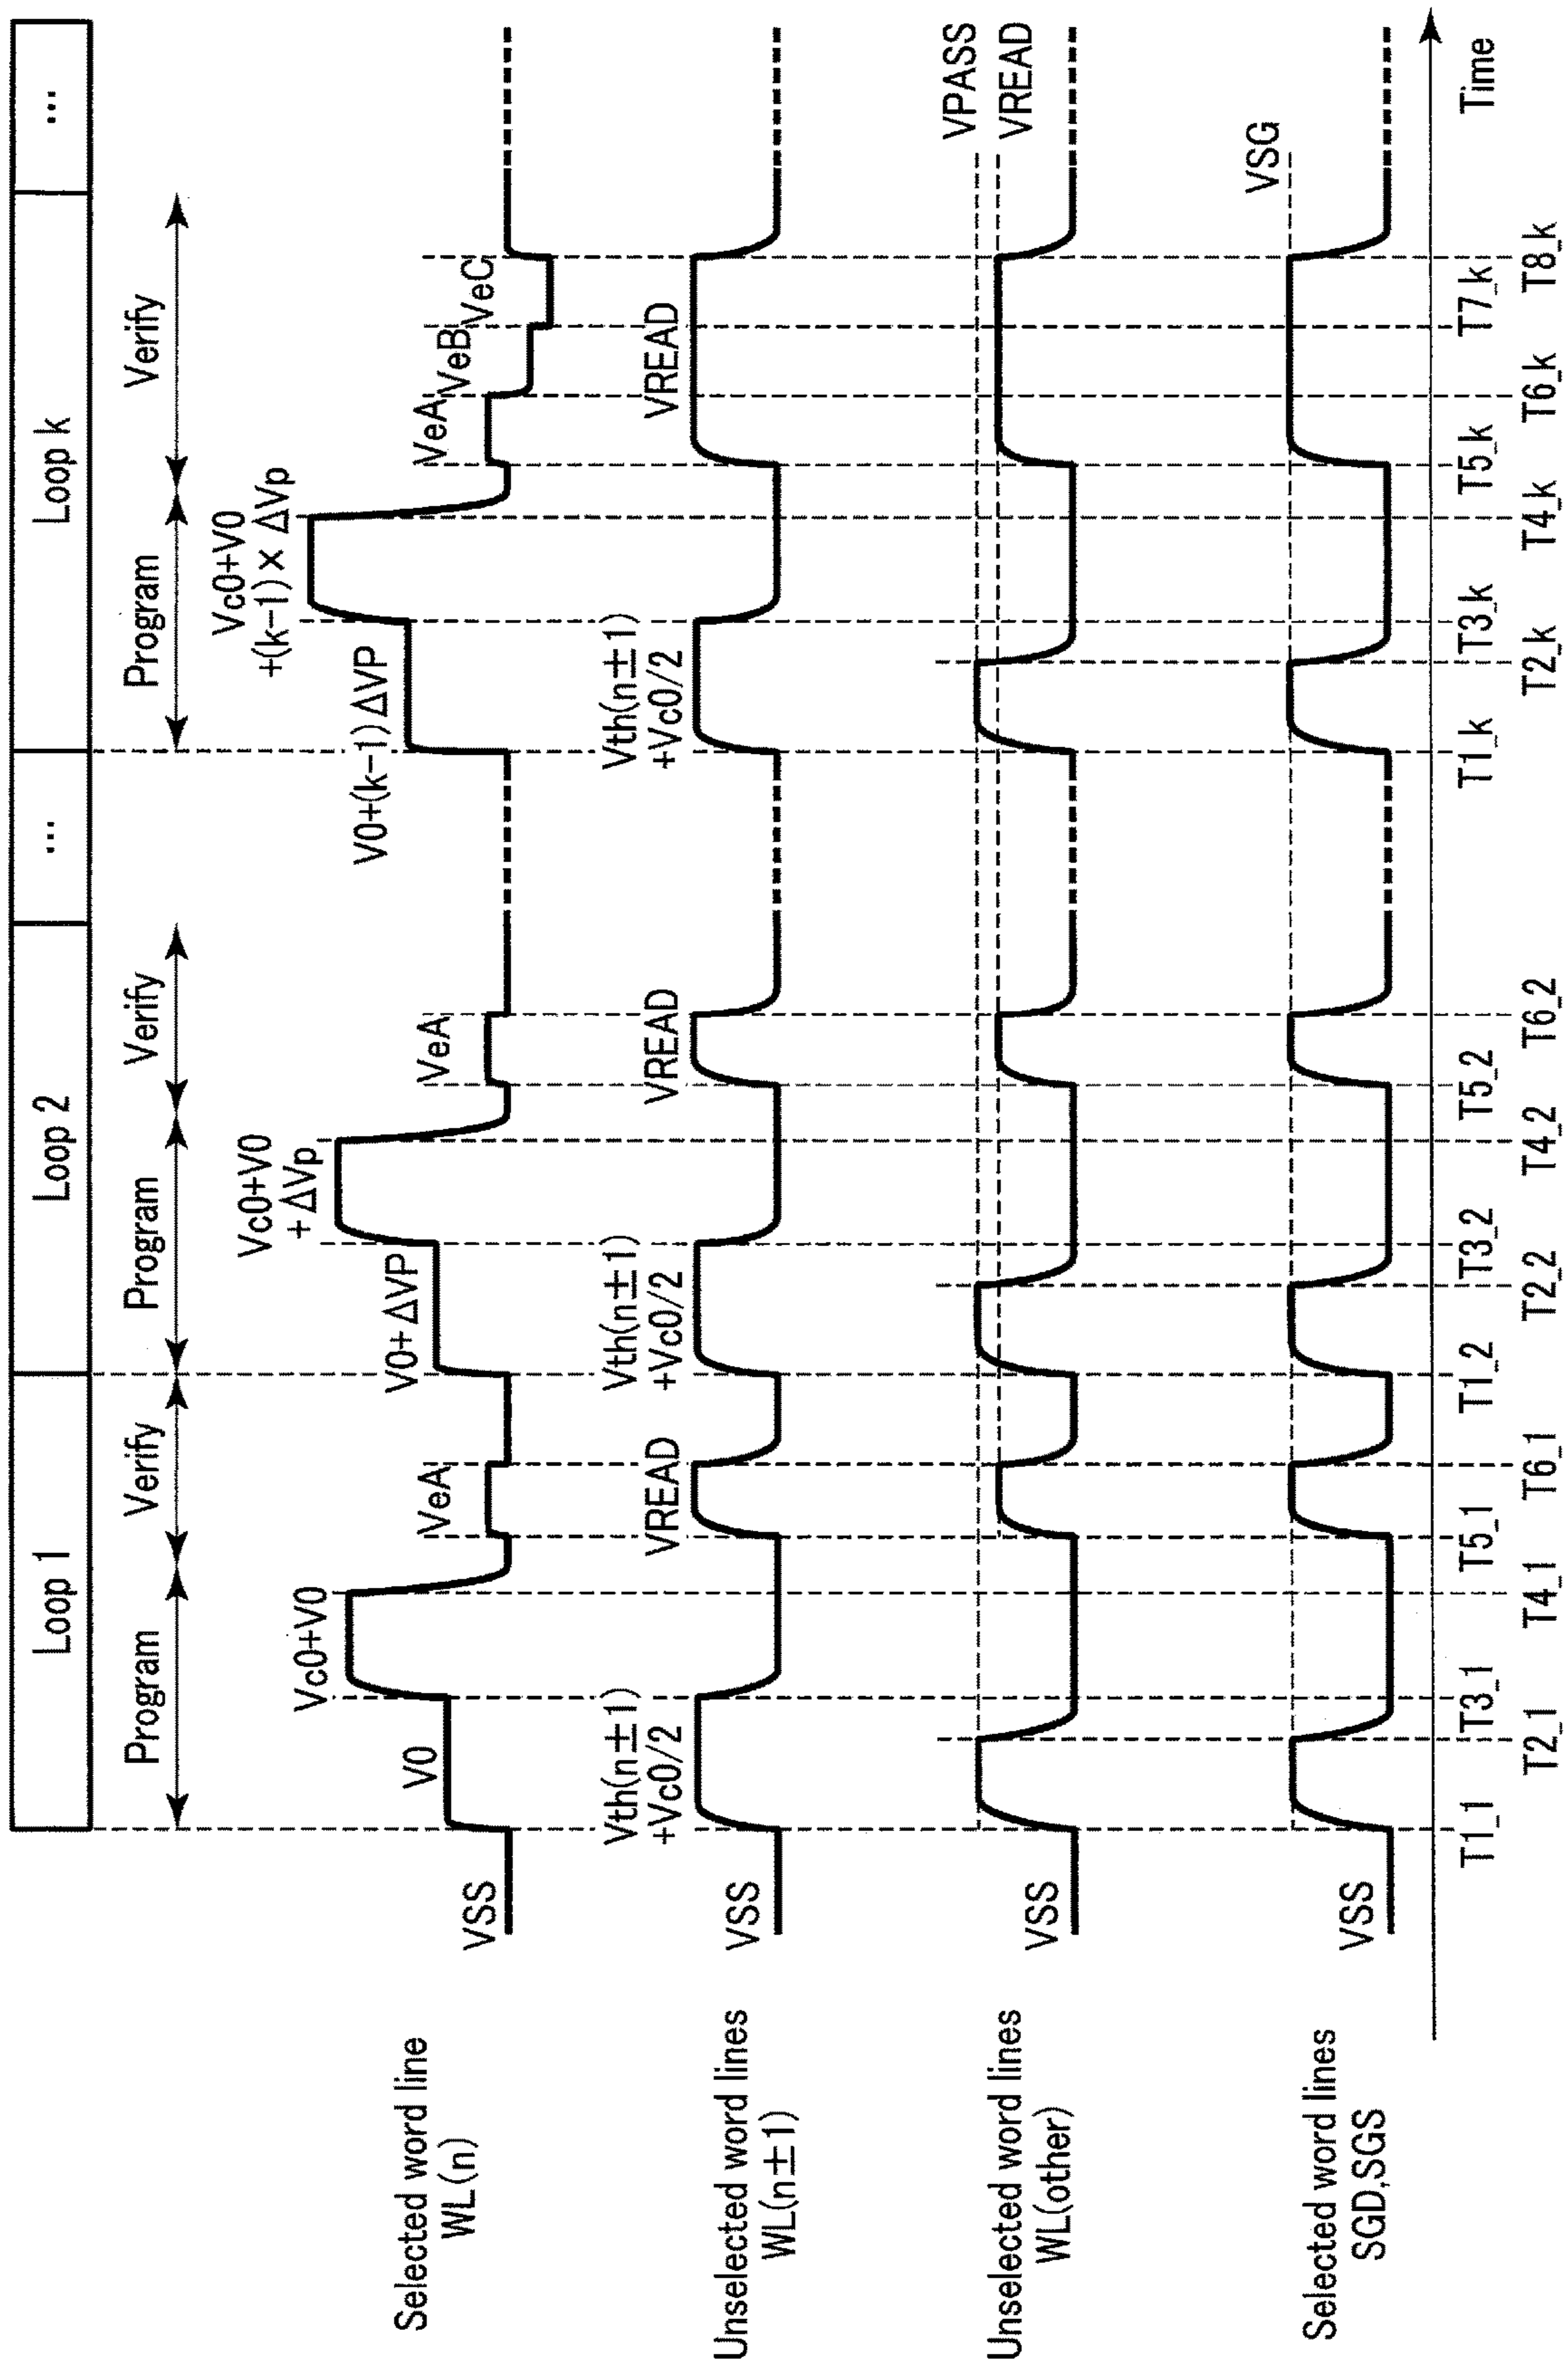 Loop 1
Loop 2
...
Loop k
...
Program
Verify
Program
Verify
Program
Verify
Selected word line
WL(n)
VSS
V0
Vc0+V0
VeA
V0+ΔVP
Vc0+V0
+ΔVp
VeA
V0+(k-1)ΔVP
Vc0+V0
+(k-1)×ΔVp
VeA
VeB
VeC
Unselected word lines
WL(n±1)
VSS
Vth(n±1)
+Vc0/2
VREAD
Vth(n±1)
+Vc0/2
VREAD
Vth(n±1)
+Vc0/2
VREAD
Unselected word lines
WL(other)
VSS
VPASS
VREAD
Selected word lines
SGD,SGS
VSS
VSG
T1_1
T2_1
T3_1
T4_1
T5_1
T6_1
T1_2
T2_2
T3_2
T4_2
T5_2
T6_2
T1_k
T2_k
T3_k
T4_k
T5_k
T6_k
T7_k
T8_k
Time